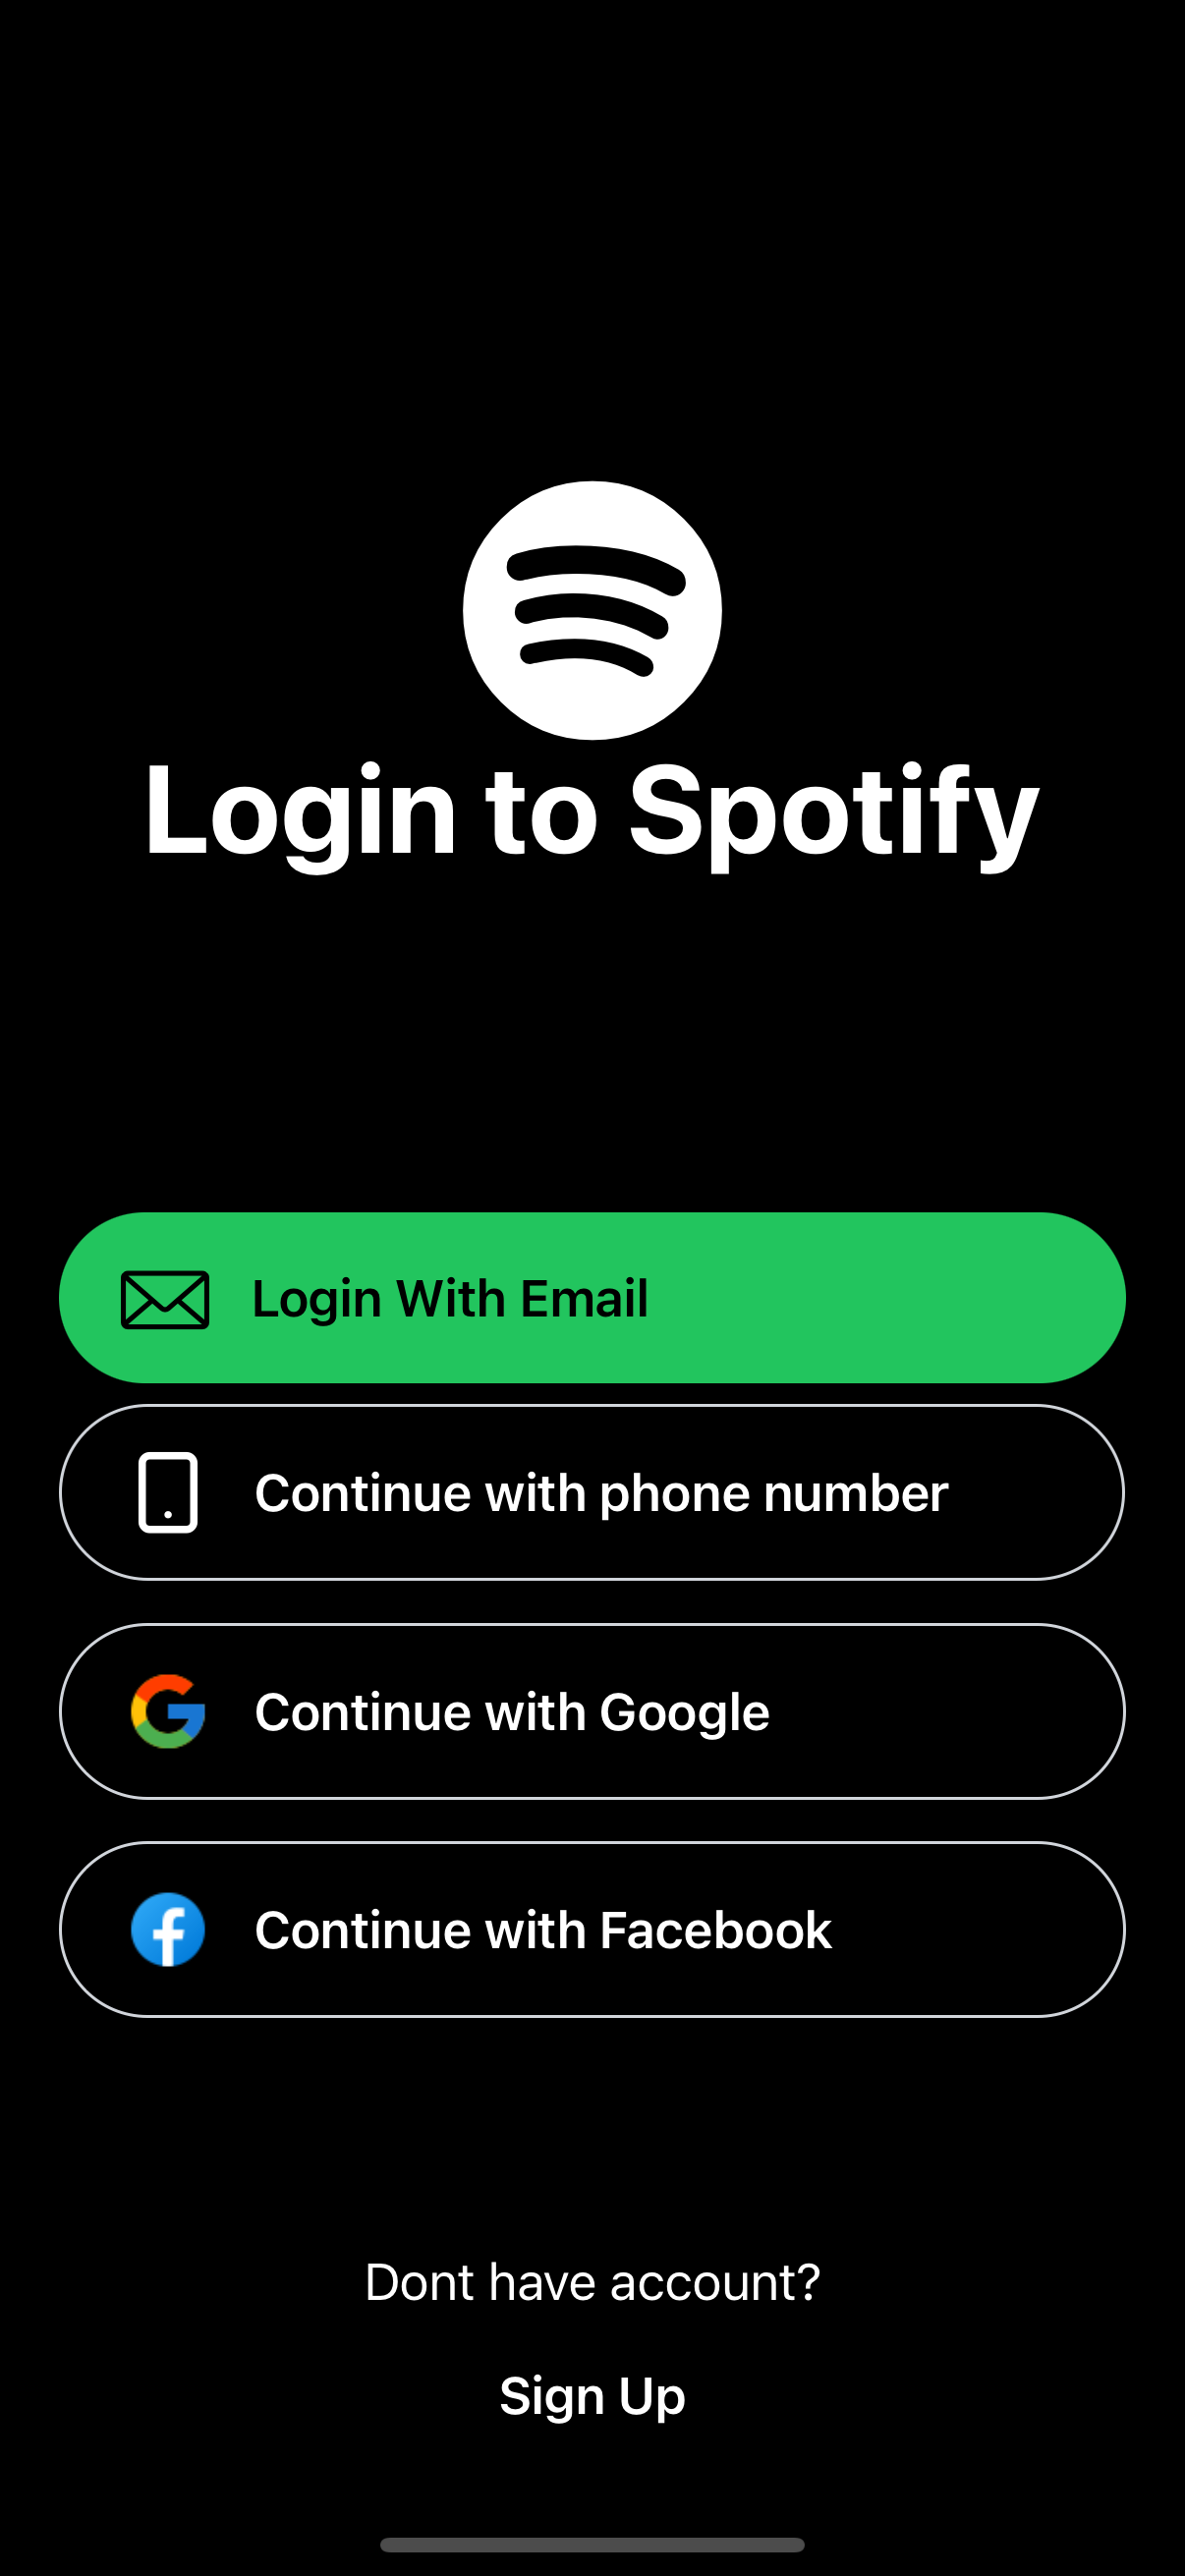 Login to Spotify
Login With Email
Continue with phone number
Continue with Google
Continue with Facebook
Dont have account?
Sign Up